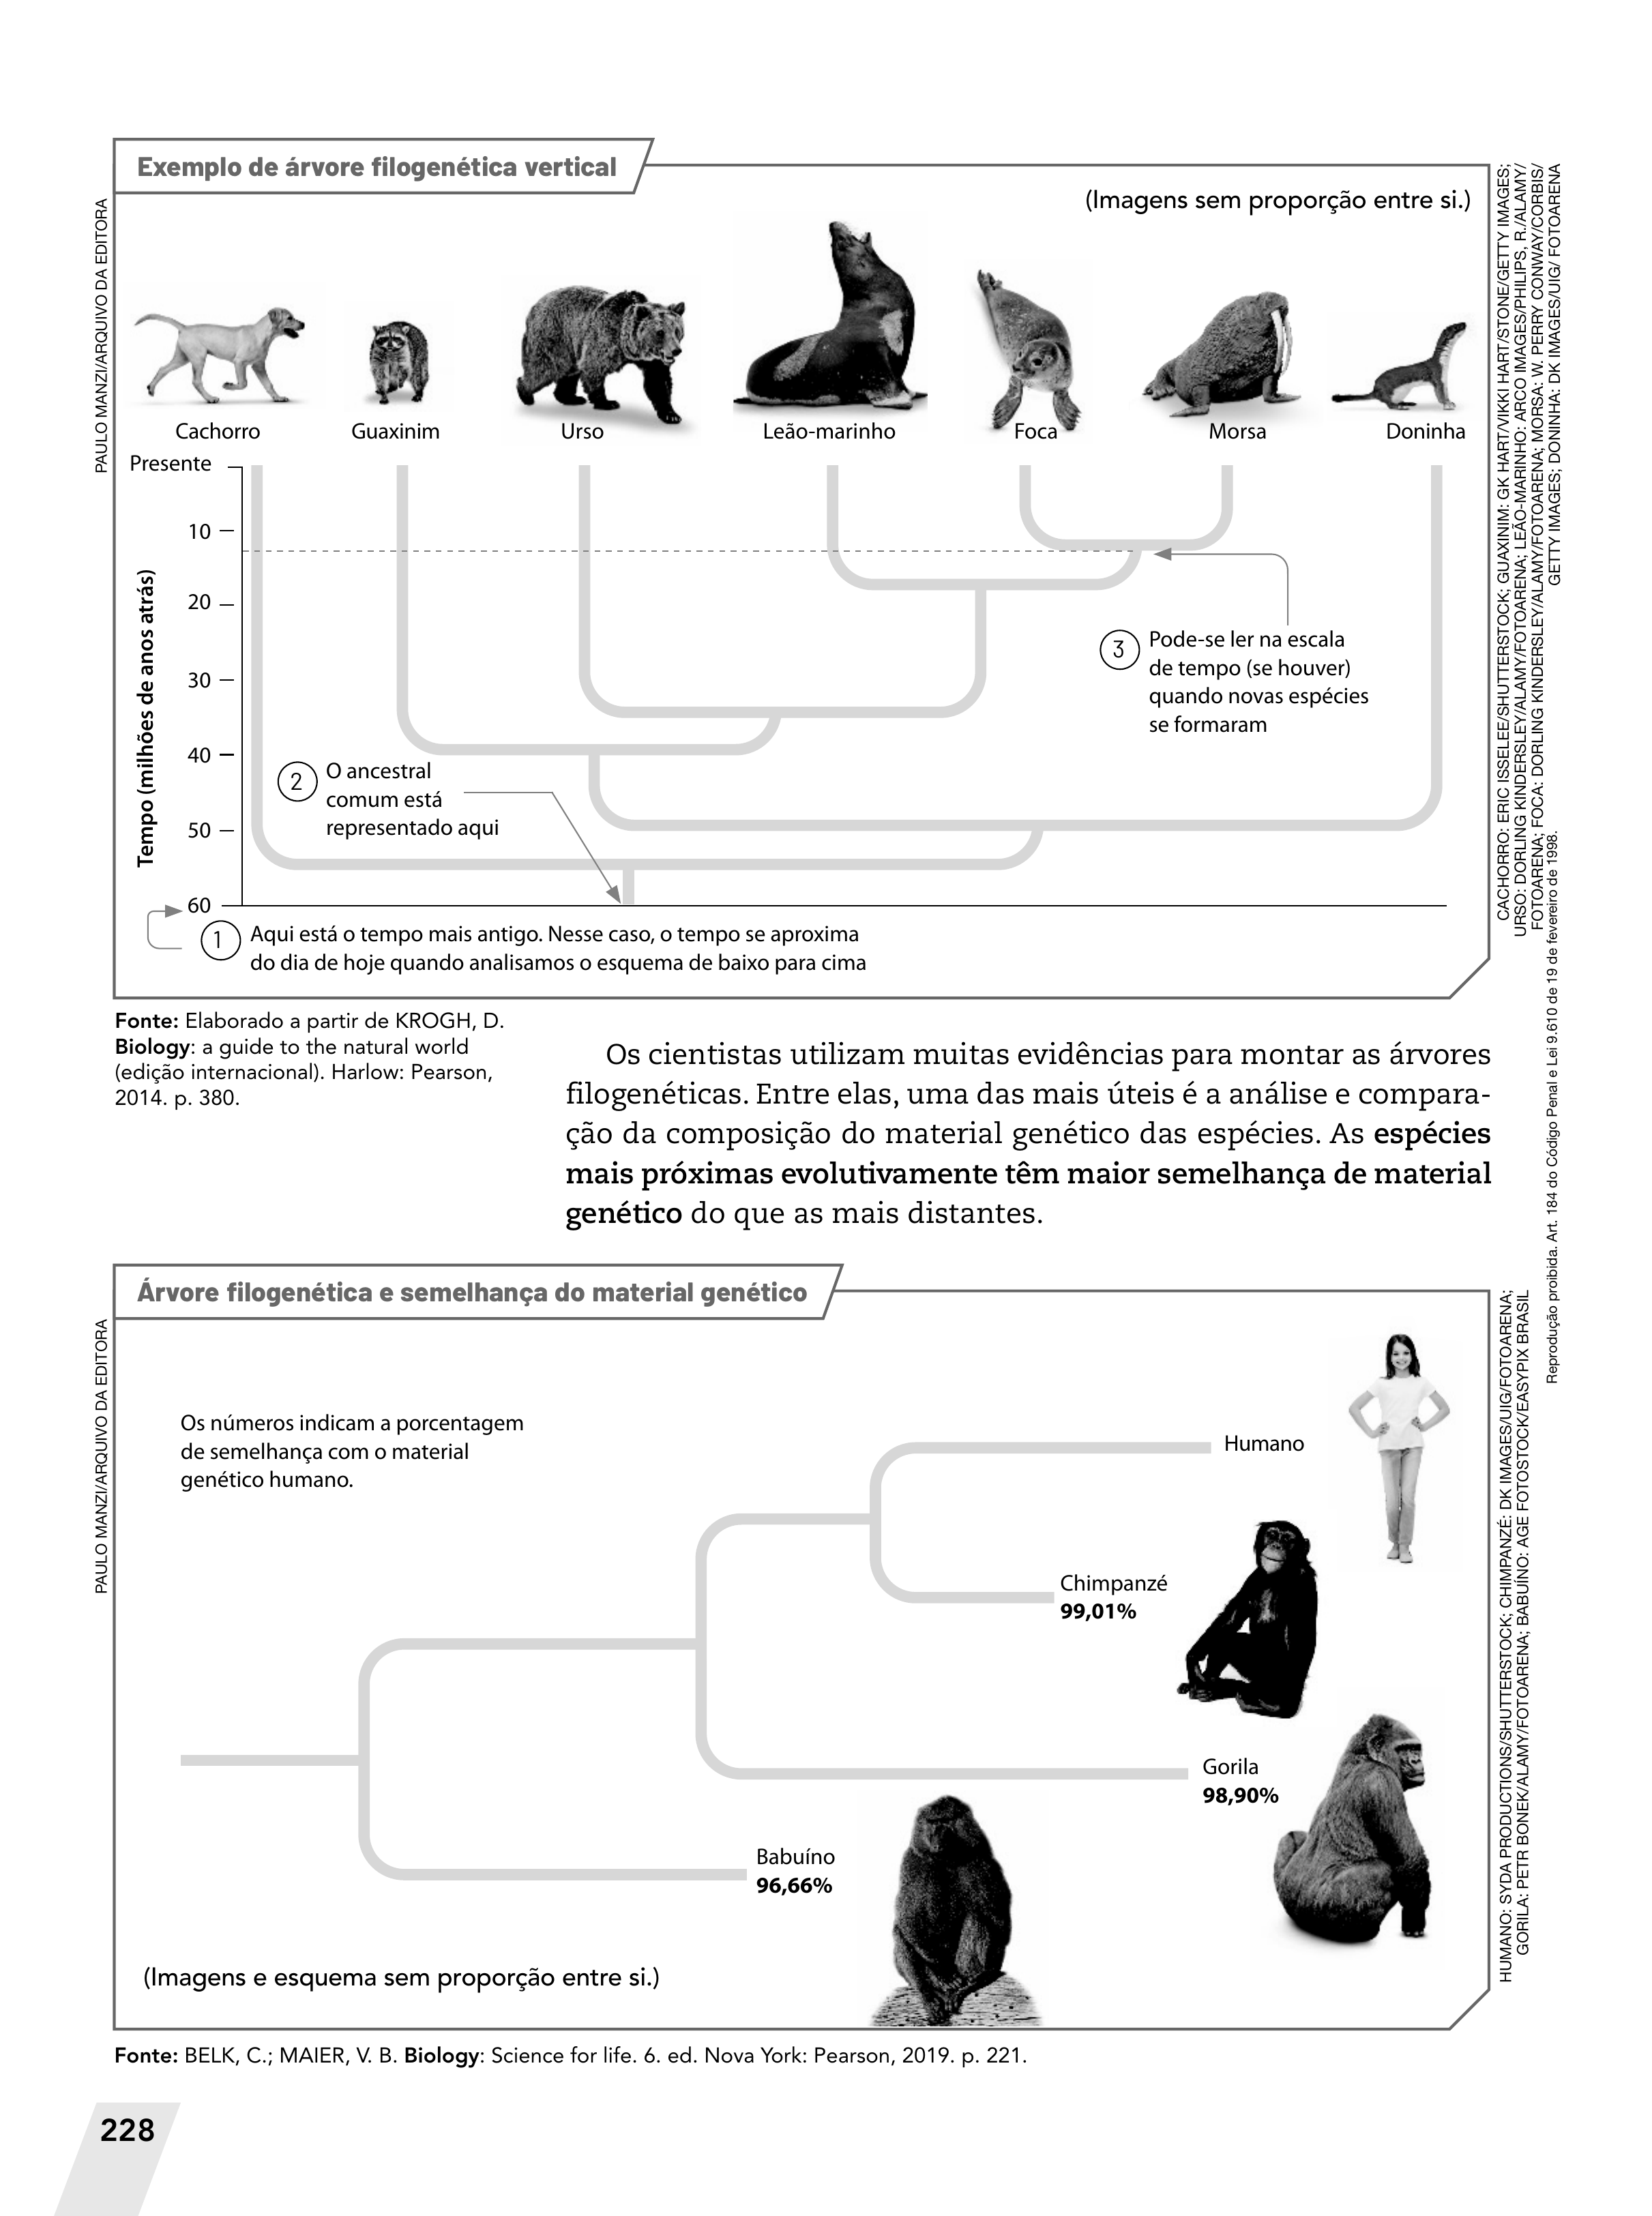 Exemplo de árvore filogenética vertical
(Imagens sem proporção entre si.)
PAULO MANZI/ARQUIVO DA EDITORA
Cachorro
Guaxinim
Urso
Leão-marinho
Foca
Morsa
Doninha
Presente
10
20
30
40
50
60
Tempo (milhões de anos atrás)
3
Pode-se ler na escala
de tempo (se houver)
quando novas espécies
se formaram
2
O ancestral
comum está
representado aqui
1
Aqui está o tempo mais antigo. Nesse caso, o tempo se aproxima
do dia de hoje quando analisamos o esquema de baixo para cima
CACHORRO: ERIC ISSELEE/SHUTTERSTOCK; GUAXINIM: GK HART/VIKKI HART/STONE/GETTY IMAGES;
URSO: DORLING KINDERSLEY/ALAMY/FOTOARENA; LEÃO-MARINHO: ARCO IMAGES/PHILIPS, R./ALAMY/
FOTOARENA; FOCA: DORLING KINDERSLEY/ALAMY/FOTOARENA; MORSA: W. PERRY CONWAY/CORBIS/
GETTY IMAGES; DONINHA: DK IMAGES/UIG/ FOTOARENA
Fonte: Elaborado a partir de KROGH, D.
Biology: a guide to the natural world
(edição internacional). Harlow: Pearson,
2014. p. 380.
Os cientistas utilizam muitas evidências para montar as árvores
filogenéticas. Entre elas, uma das mais úteis é a análise e compara-
ção da composição do material genético das espécies. As espécies
mais próximas evolutivamente têm maior semelhança de material
genético do que as mais distantes.
Reprodução proibida. Art. 184 do Código Penal e Lei 9.610 de 19 de fevereiro de 1998.
Árvore filogenética e semelhança do material genético
PAULO MANZI/ARQUIVO DA EDITORA
Os números indicam a porcentagem
de semelhança com o material
genético humano.
Humano
Chimpanzé
99,01%
Gorila
98,90%
Babuíno
96,66%
(Imagens e esquema sem proporção entre si.)
HUMANO: SYDA PRODUCTIONS/SHUTTERSTOCK; CHIMPANZÉ: DK IMAGES/UIG/FOTOARENA;
GORILA: PETR BONEK/ALAMY/FOTOARENA; BABUÍNO: AGE FOTOSTOCK/EASYPIX BRASIL
Fonte: BELK, C.; MAIER, V. B. Biology: Science for life. 6. ed. Nova York: Pearson, 2019. p. 221.
228